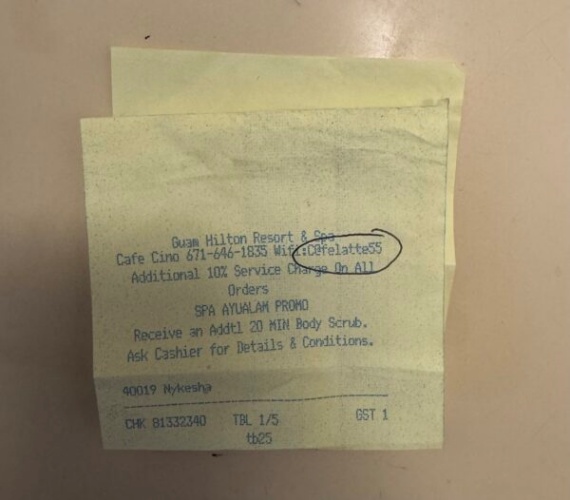 Guam Hilton Resort & Spa
Cafe Cino 671-646-1835 Wifi:Cafelatte55
Additional 10% Service Charge On All
Orders
SPA AYUALAM PROMO
Receive an Addtl 20 MIN Body Scrub.
Ask Cashier for Details & Conditions.
40019 Nykesha
CHK 81332340 TBL 1/5 GST 1
tb25